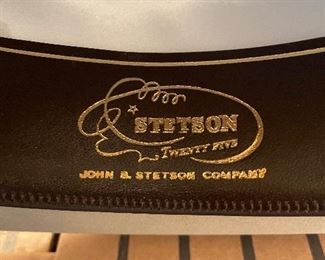 STETSON
TWENTY FIVE
JOHN B. STETSON COMPANY